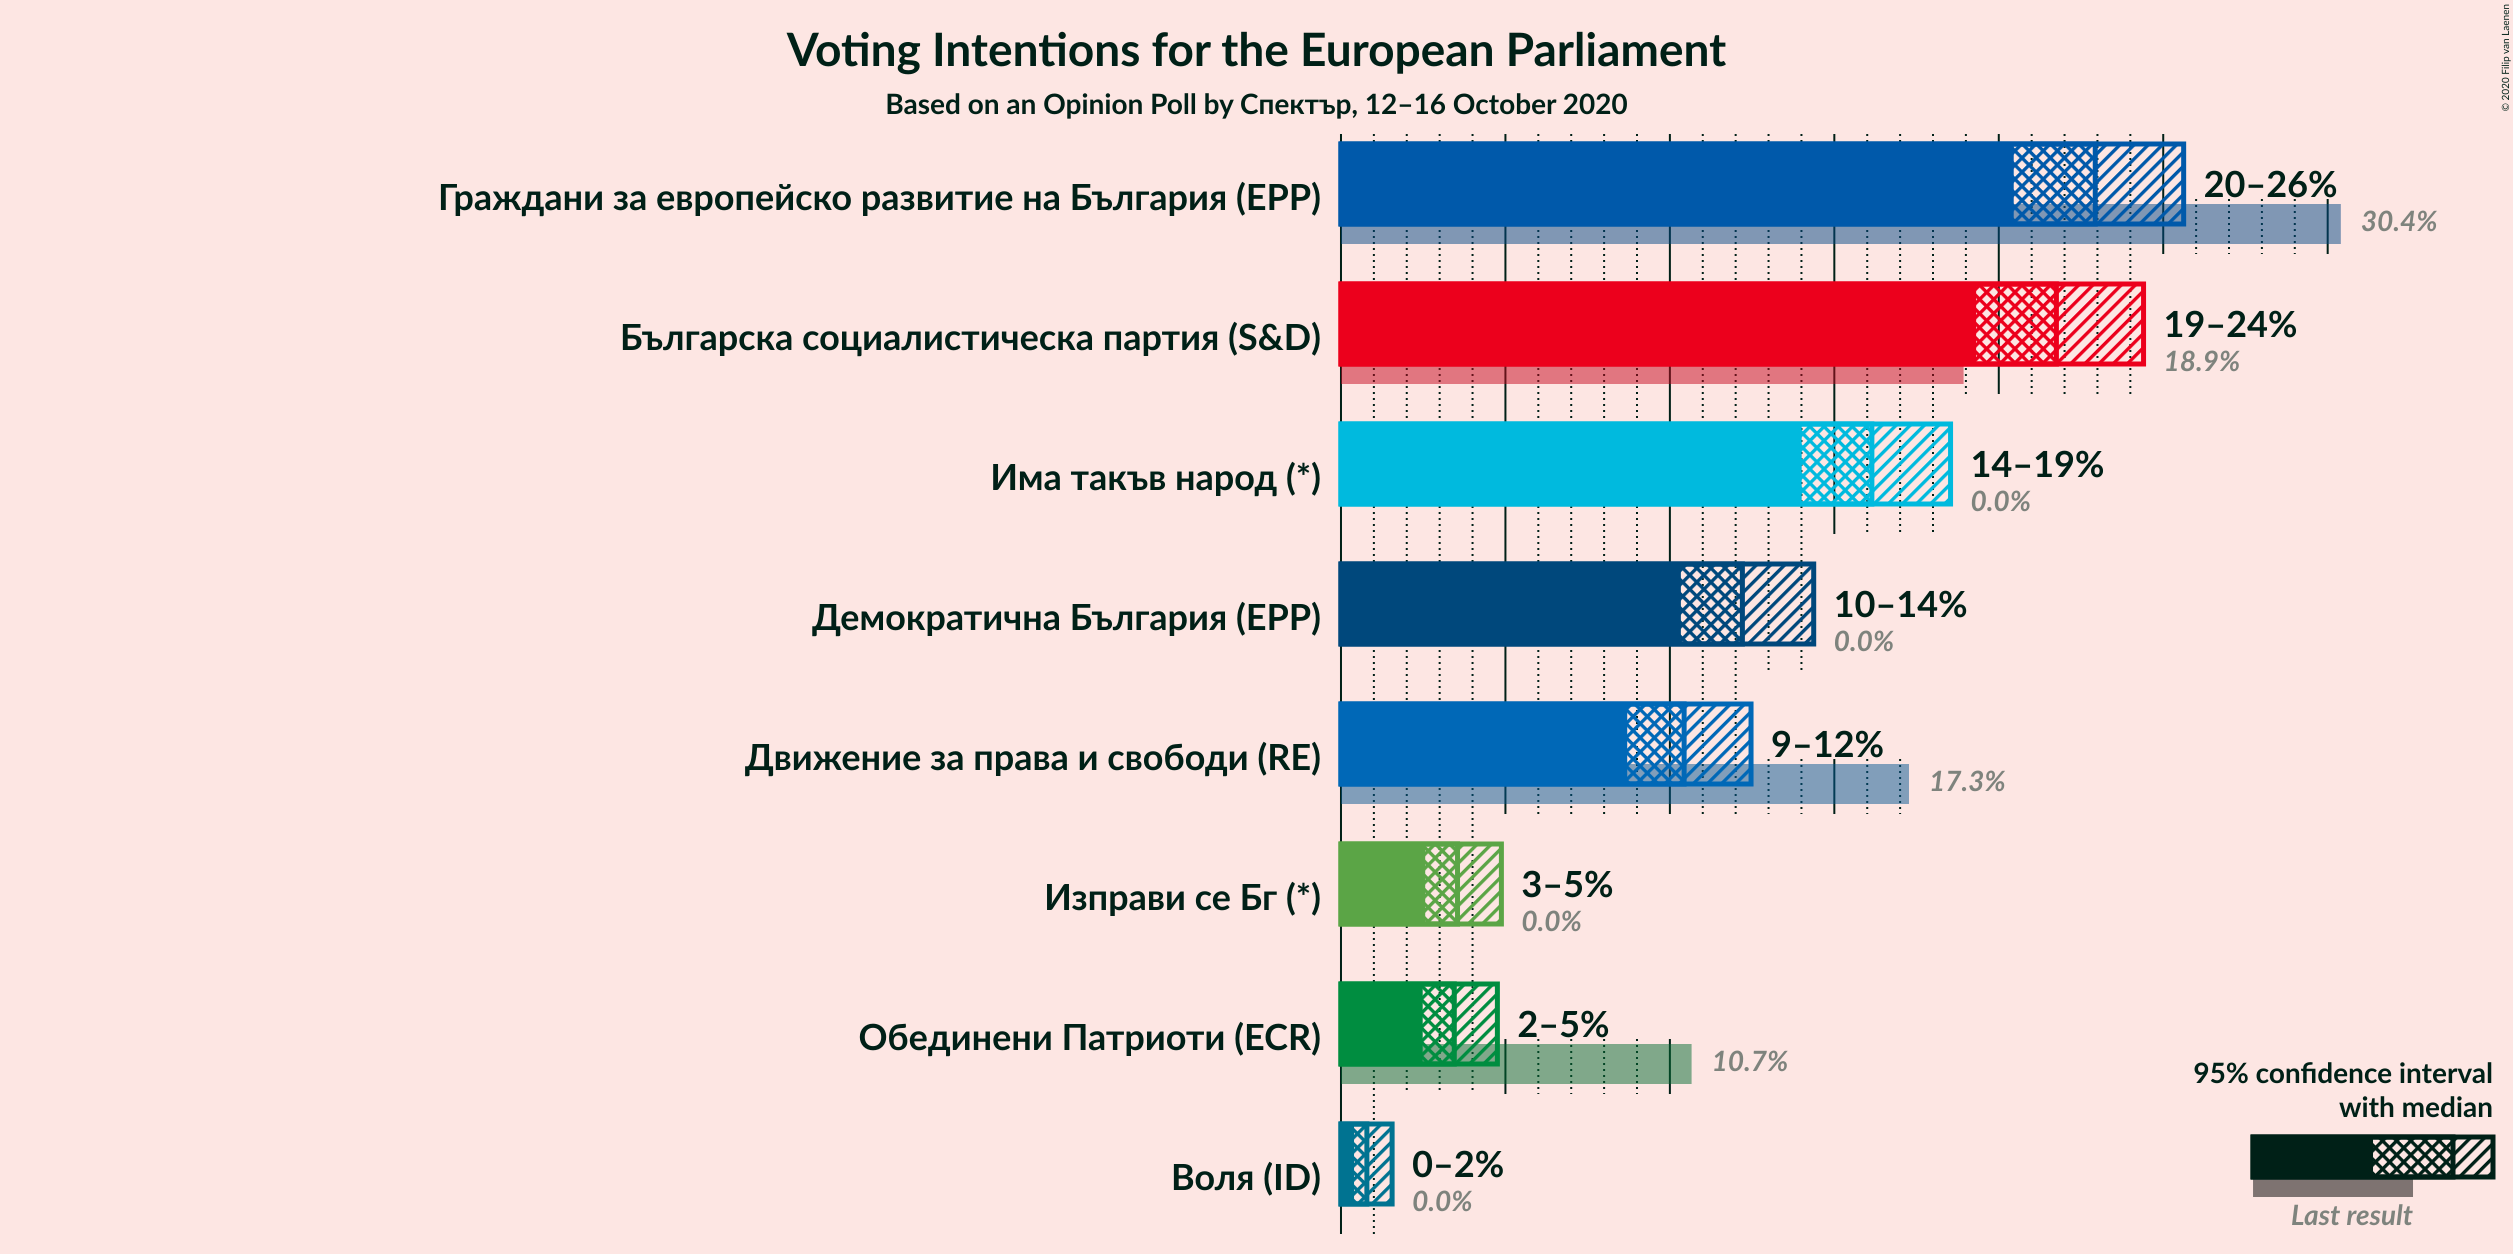 Voting Intentions for the European Parliament
Based on an Opinion Poll by Спектър, 12–16 October 2020
© 2020 Filip van Laenen
Граждани за европейско развитие на България (EPP)
20–26%
30.4%
Българска социалистическа партия (S&D)
19–24%
18.9%
Има такъв народ (*)
14–19%
0.0%
Демократична България (EPP)
10–14%
0.0%
Движение за права и свободи (RE)
9–12%
17.3%
Изправи се Бг (*)
3–5%
0.0%
Обединени Патриоти (ECR)
2–5%
10.7%
Воля (ID)
0–2%
0.0%
95% confidence interval
with median
Last result